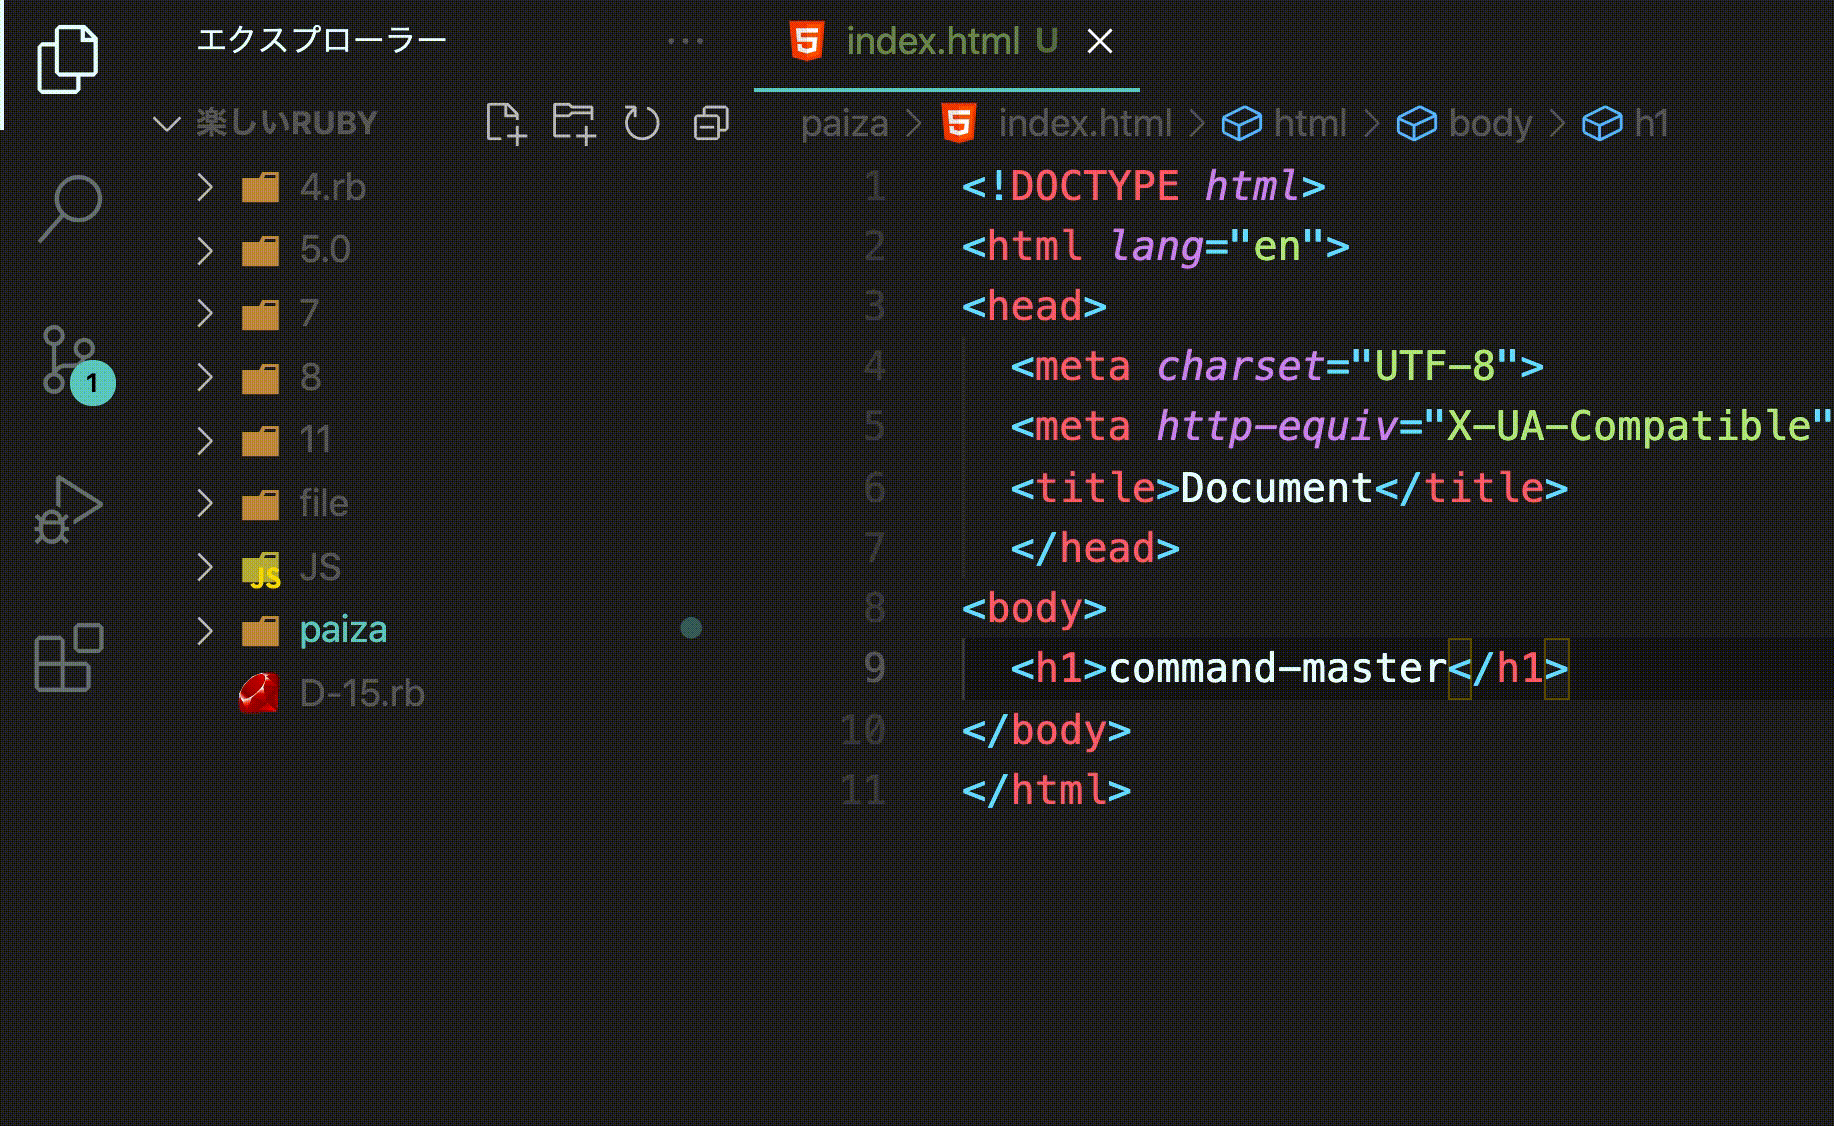 エクスプローラー
楽しいRUBY
4.rb
5.0
7
8
11
file
JS
paiza
D-15.rb
1
index.html U
paiza > index.html > html > body > h1
1 <!DOCTYPE html>
2 <html lang="en">
3 <head>
4 <meta charset="UTF-8">
5 <meta http-equiv="X-UA-Compatible"
6 <title>Document</title>
7 </head>
8 <body>
9 <h1>command-master</h1>
10 </body>
11 </html>